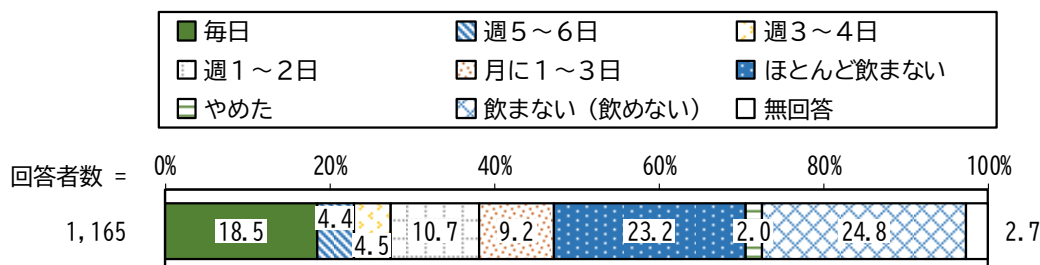 毎日 週5~6日 週3~4日
週1~2日 月に1~3日 ほとんど飲まない
やめた 飲まない(飲めない) 無回答
回答者数 = 0% 20% 40% 60% 80% 100%
1,165 18.5 4.4 4.5 10.7 9.2 23.2 2.0 24.8 2.7